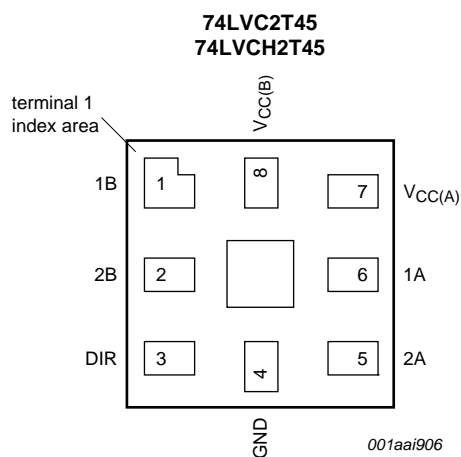 74LVC2T45
74LVCH2T45
VCC(B)
terminal 1
index area
1B
1
8
7
VCC(A)
2B
2
6
1A
DIR
3
4
5
2A
GND
001aai906